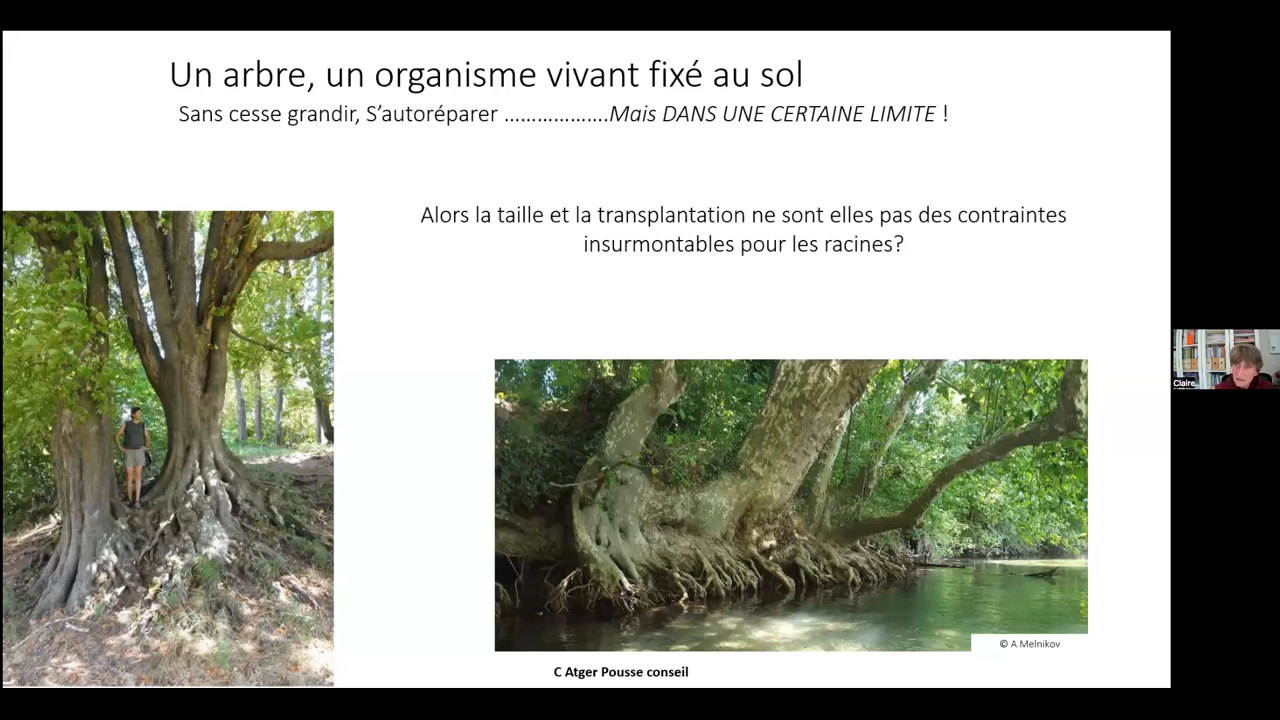 Un arbre, un organisme vivant fixé au sol
Sans cesse grandir, S'autoréparer ……………….Mais DANS UNE CERTAINE LIMITE !
Alors la taille et la transplantation ne sont elles pas des contraintes
insurmontables pour les racines?
Claire
© A Melnikov
C Atger Pousse conseil